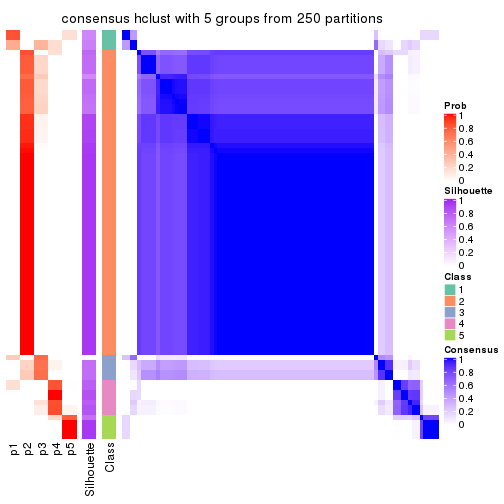 consensus hclust with 5 groups from 250 partitions
Prob
1
0.8
0.6
0.4
0.2
0
Silhouette
1
0.8
0.6
0.4
0.2
0
Class
1
2
3
4
5
Consensus
1
0.8
0.6
0.4
0.2
0
p1
p2
p3
p4
p5
Silhouette
Class